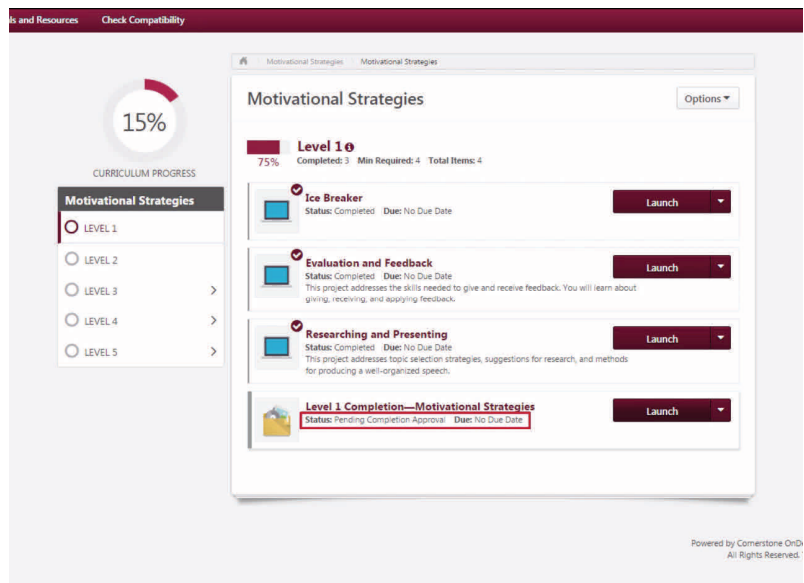 ls and Resources Check Compatibility
Motivational Strategies Motivational Strategies
15%
CURRICULUM PROGRESS
Motivational Strategies
LEVEL 1
LEVEL 2
LEVEL 3
LEVEL 4
LEVEL 5
Motivational Strategies
Options
Level 1
75% Completed: 3 Min Required: 4 Total Items: 4
Ice Breaker
Status: Completed Due: No Due Date
Launch
Evaluation and Feedback
Status: Completed Due: No Due Date
This project addresses the skills needed to give and receive feedback. You will learn about
giving, receiving, and applying feedback.
Launch
Researching and Presenting
Status: Completed Due: No Due Date
This project addresses topic selection strategies, suggestions for research, and methods
for producing a well-organized speech.
Launch
Level 1 Completion—Motivational Strategies
Status: Pending Completion Approval Due: No Due Date
Launch
Powered by Cornerstone OnDe
All Rights Reserved.